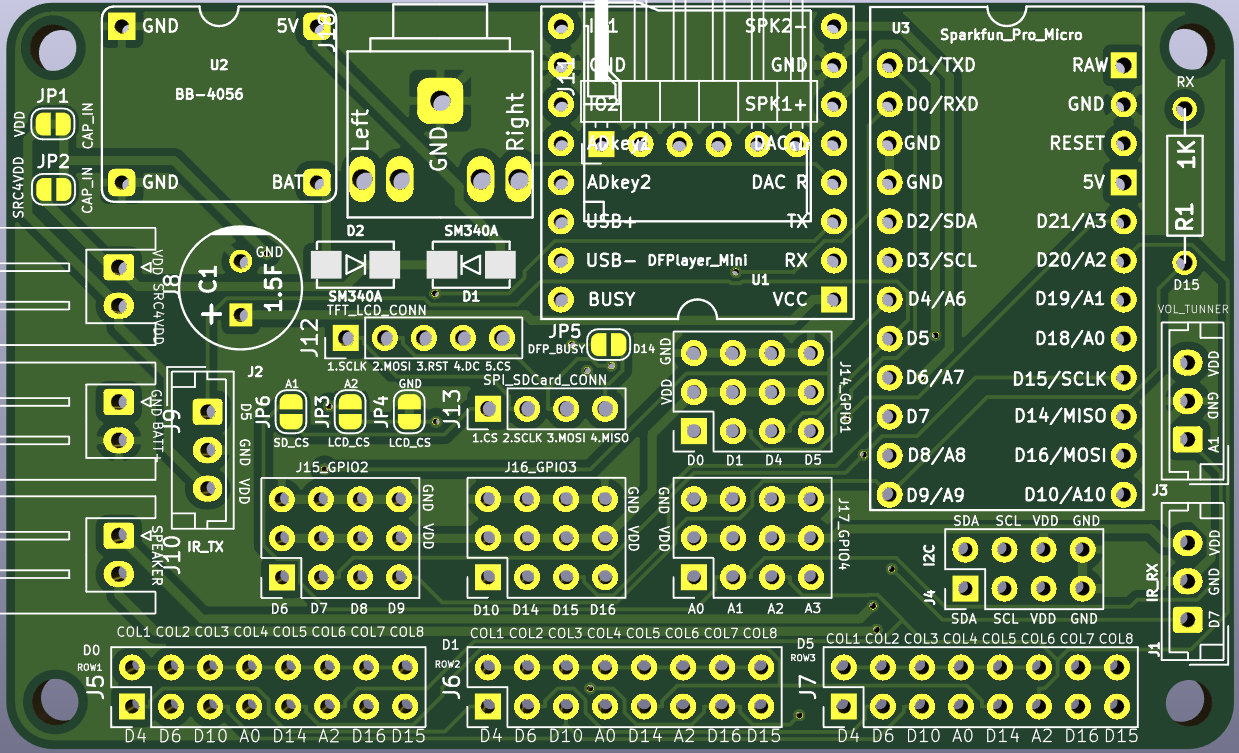 GND
5V
J18
U2
BB-4056
GND
BAT
JP1
VDD
CAP_IN
JP2
SRC4VDD
CAP_IN
Left
GND
Right
IO1
GND
IO2
ADkey1
ADkey2
USB+
USB-
BUSY
DFPlayer_Mini
U1
SPK2-
GND
SPK1+
DAC L
DAC R
TX
RX
VCC
U3
Sparkfun_Pro_Micro
D1/TXD
D0/RXD
GND
GND
D2/SDA
D3/SCL
D4/A6
D5
D6/A7
D7
D8/A8
D9/A9
RAW
GND
RESET
5V
D21/A3
D20/A2
D19/A1
D18/A0
D15/SCLK
D14/MISO
D16/MOSI
D10/A10
RX
1K
R1
D15
VOL_TUNNER
VDD
GND
A1
J3
VDD
SRC4VDD
J8
C1
+
GND
1.5F
D2
SM340A
SM340A
D1
TFT_LCD_CONN
J12
1.SCLK 2.MOSI 3.RST 4.DC 5.CS
JP5
DFP_BUSY
D14
SPI_SDCard_CONN
J13
1.CS 2.SCLK 3.MOSI 4.MISO
JP6
A1
SD_CS
JP3
A2
LCD_CS
JP4
GND
LCD_CS
J2
J9
D5
GND
VDD
IR_TX
GND
BATT+
J10
SPEAKER
GND
VDD
J14_GPIO1
D0 D1 D4 D5
J15_GPIO2
GND
VDD
D6 D7 D8 D9
J16_GPIO3
GND
VDD
D10 D14 D15 D16
GND
VDD
J17_GPIO4
A0 A1 A2 A3
SDA SCL VDD GND
I2C
J4
SDA SCL VDD GND
IR_RX
VDD
GND
D7
J1
COL1 COL2 COL3 COL4 COL5 COL6 COL7 COL8
D0
ROW1
J5
D4 D6 D10 A0 D14 A2 D16 D15
COL1 COL2 COL3 COL4 COL5 COL6 COL7 COL8
D1
ROW2
J6
D4 D6 D10 A0 D14 A2 D16 D15
COL1 COL2 COL3 COL4 COL5 COL6 COL7 COL8
D5
ROW3
J7
D4 D6 D10 A0 D14 A2 D16 D15